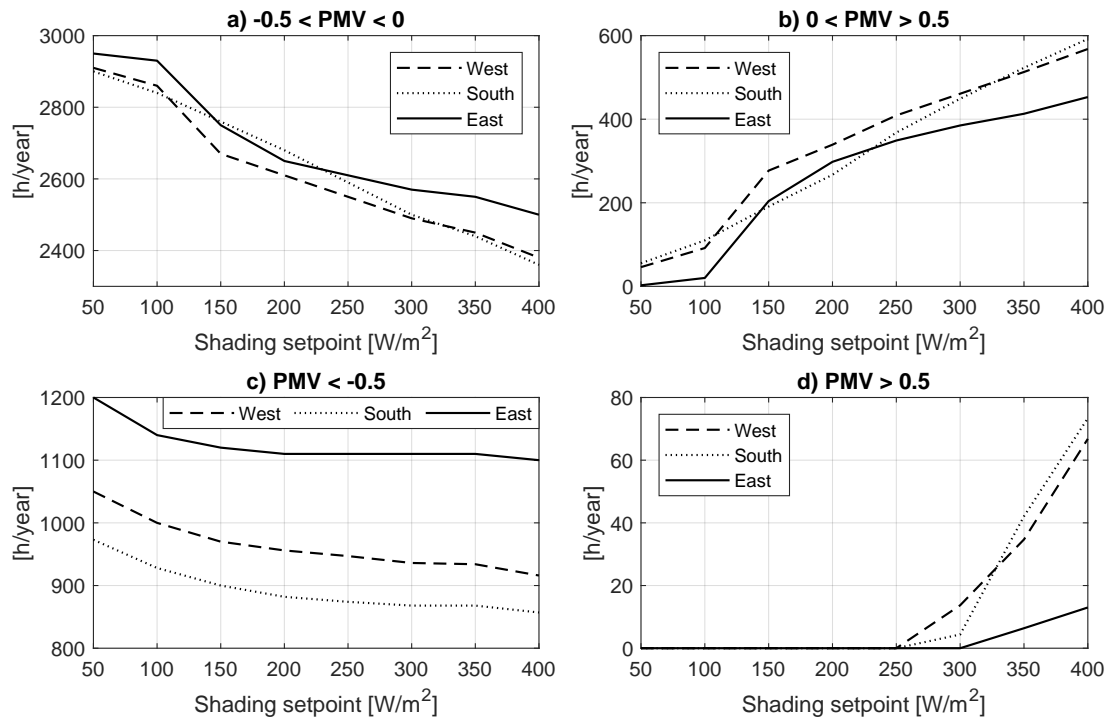 a) -0.5 < PMV < 0
3000
2900
2800
2700
2600
2500
2400
[h/year]
West
South
East
50 100 150 200 250 300 350 400
Shading setpoint [W/m²]
b) 0 < PMV > 0.5
600
400
200
0
[h/year]
West
South
East
50 100 150 200 250 300 350 400
Shading setpoint [W/m²]
c) PMV < -0.5
1200
1100
1000
900
800
[h/year]
West South East
50 100 150 200 250 300 350 400
Shading setpoint [W/m²]
d) PMV > 0.5
80
60
40
20
0
[h/year]
West
South
East
50 100 150 200 250 300 350 400
Shading setpoint [W/m²]